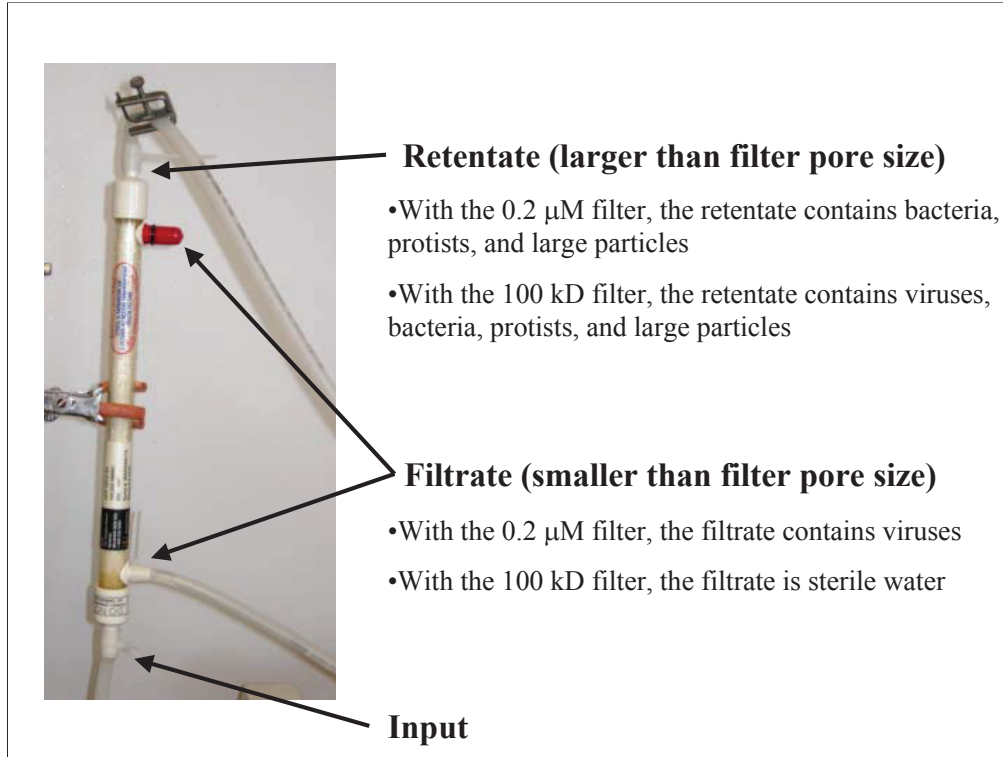 Retentate (larger than filter pore size)
•With the 0.2 μM filter, the retentate contains bacteria,
protists, and large particles
•With the 100 kD filter, the retentate contains viruses,
bacteria, protists, and large particles
Filtrate (smaller than filter pore size)
•With the 0.2 μM filter, the filtrate contains viruses
•With the 100 kD filter, the filtrate is sterile water
Input